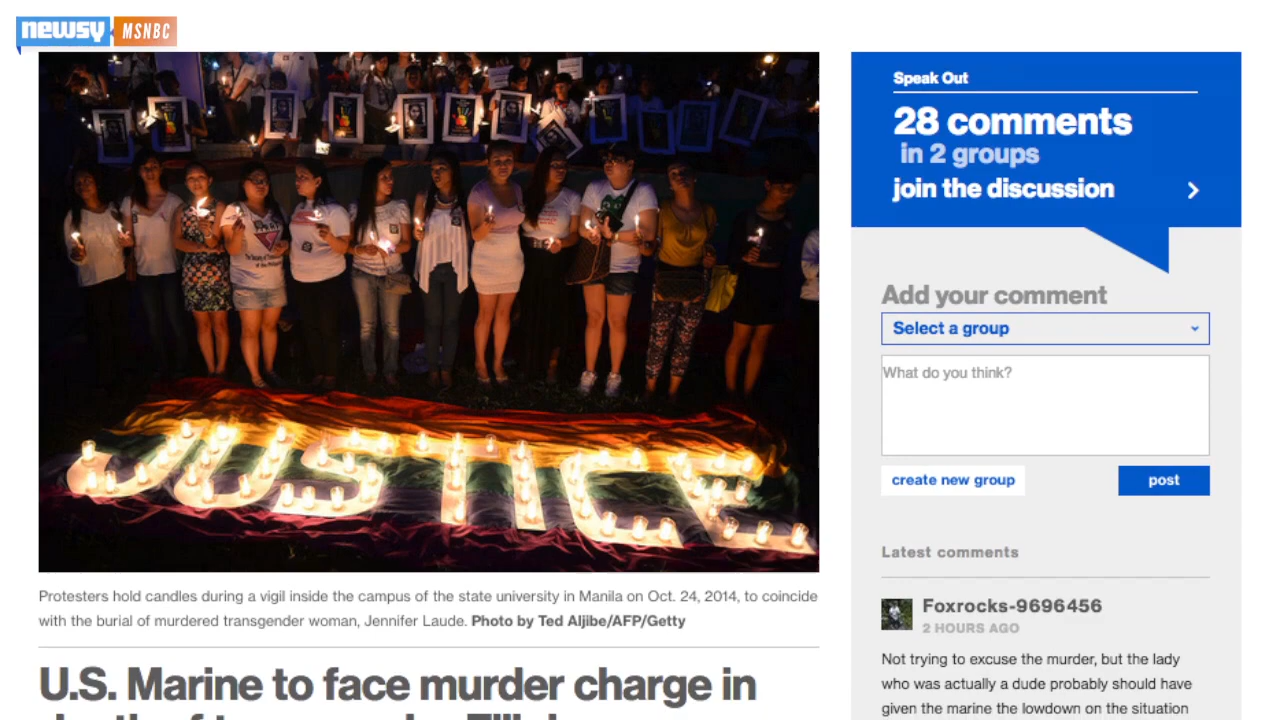 newsy MSNBC
JUSTICE
Protesters hold candles during a vigil inside the campus of the state university in Manila on Oct. 24, 2014, to coincide
with the burial of murdered transgender woman, Jennifer Laude. Photo by Ted Aljibe/AFP/Getty
U.S. Marine to face murder charge in
Speak Out
28 comments
in 2 groups
join the discussion
Add your comment
Select a group
What do you think?
create new group
post
Latest comments
Foxrocks-9696456
2 HOURS AGO
Not trying to excuse the murder, but the lady
who was actually a dude probably should have
given the marine the lowdown on the situation